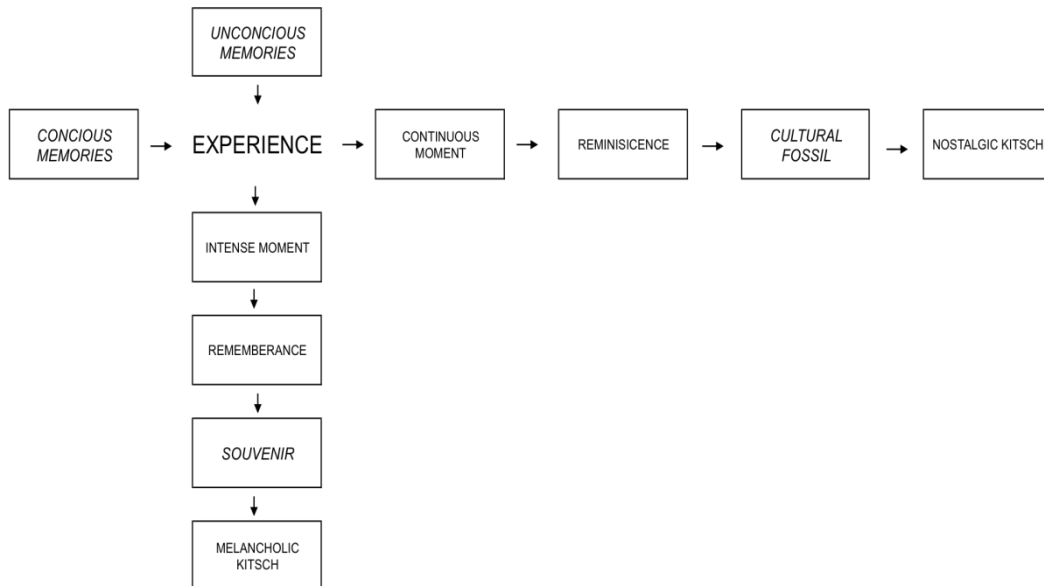 UNCONCIOUS
MEMORIES
CONCIOUS
MEMORIES
EXPERIENCE
CONTINUOUS
MOMENT
REMINISICENCE
CULTURAL
FOSSIL
NOSTALGIC KITSCH
INTENSE MOMENT
REMEMBERANCE
SOUVENIR
MELANCHOLIC
KITSCH